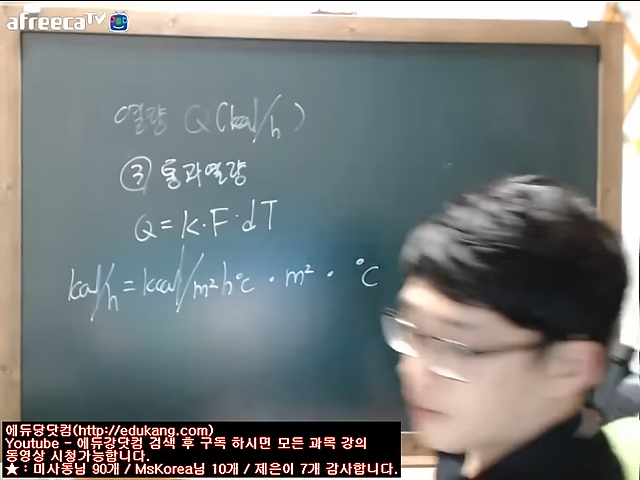 afreecaTV
열량 Q(kcal/h)
③ 통과열량
Q=K·F·dT
kcal/h = kcal/m²h℃ · m² · ℃
에듀강닷컴(http://edukang.com)
Youtube - 에듀강닷컴 검색 후 구독 하시면 모든 과목 강의
동영상 시청가능합니다.
★ : 미사동님 90개 / MsKorea님 10개 / 제은이 7개 감사합니다.